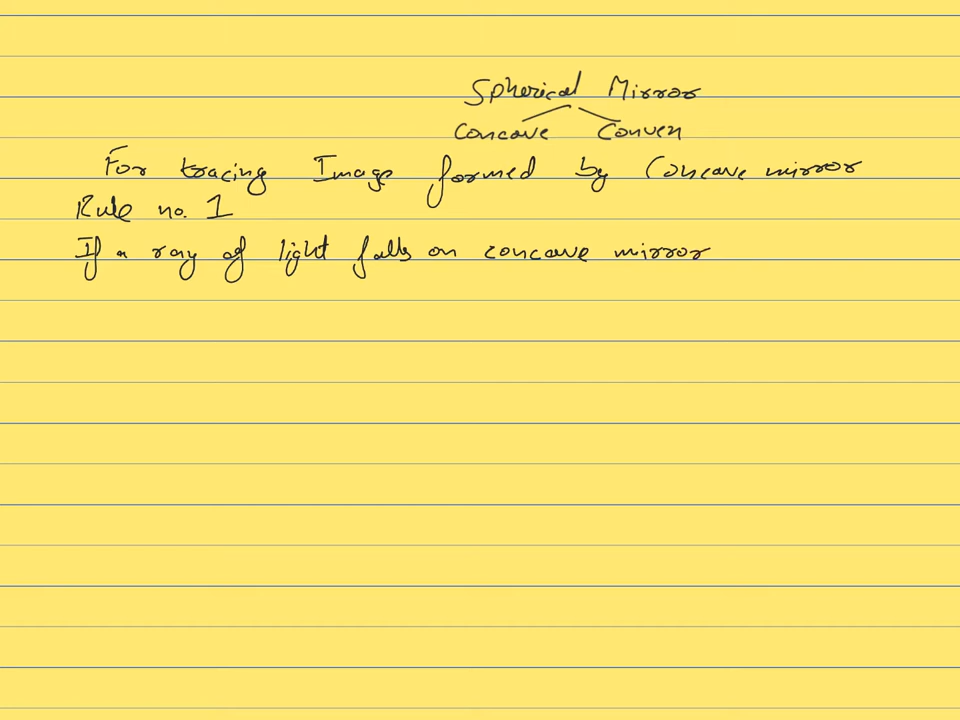 Spherical Mirror
Concave Convex
For tracing Image formed by Concave mirror
Rule no. 1
If a ray of light falls on concave mirror